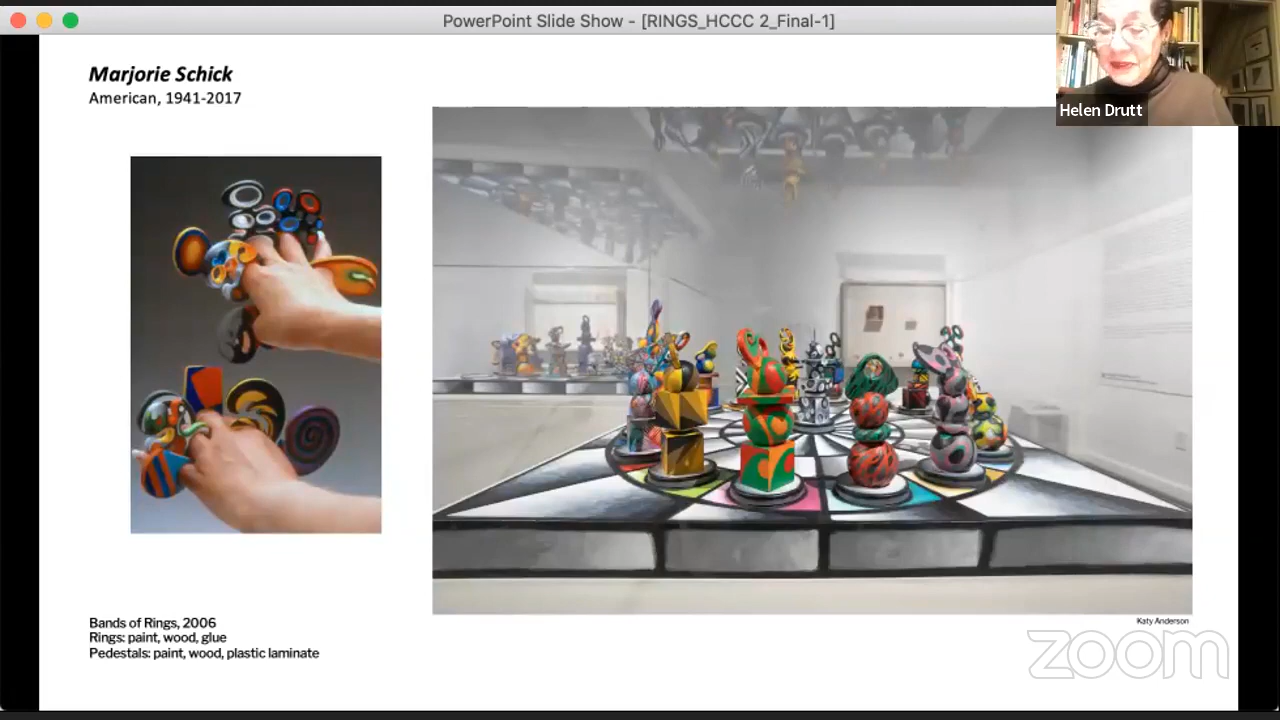 PowerPoint Slide Show - [RINGS_HCCC 2_Final-1]
Helen Drutt
Marjorie Schick
American, 1941-2017
Bands of Rings, 2006
Rings: paint, wood, glue
Pedestals: paint, wood, plastic laminate
Katy Anderson
zoom